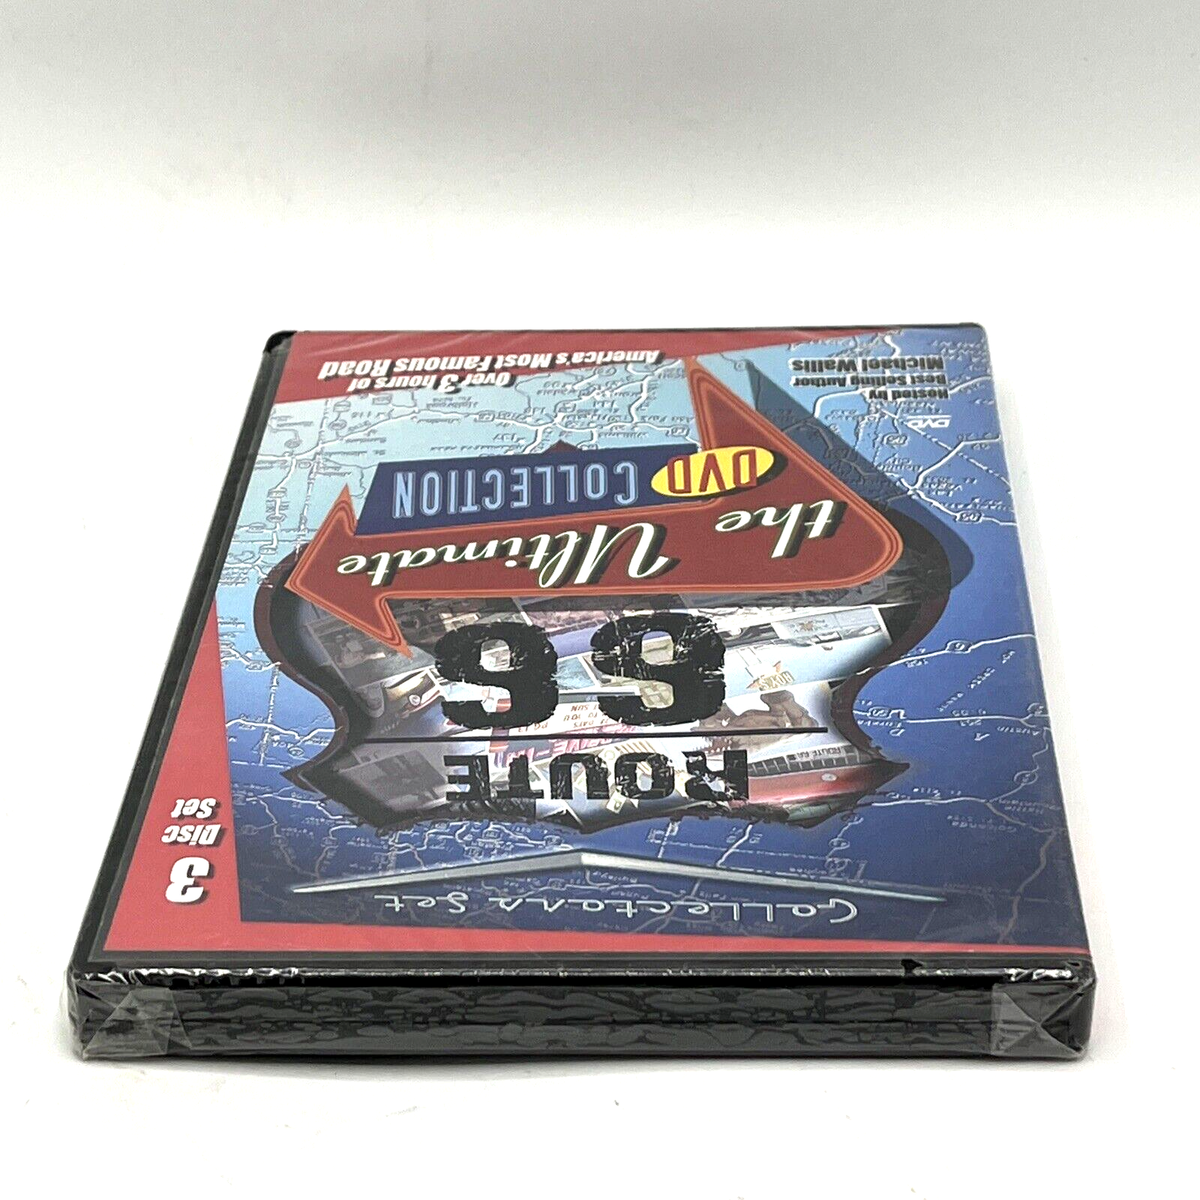 Collectors Set
3
Disc
Set
ROUTE
66
the Ultimate
DVD COLLECTION
DVD
Hosted by
Best Selling Author
Michael Wallis
Over 3 hours of
America's Most Famous Road